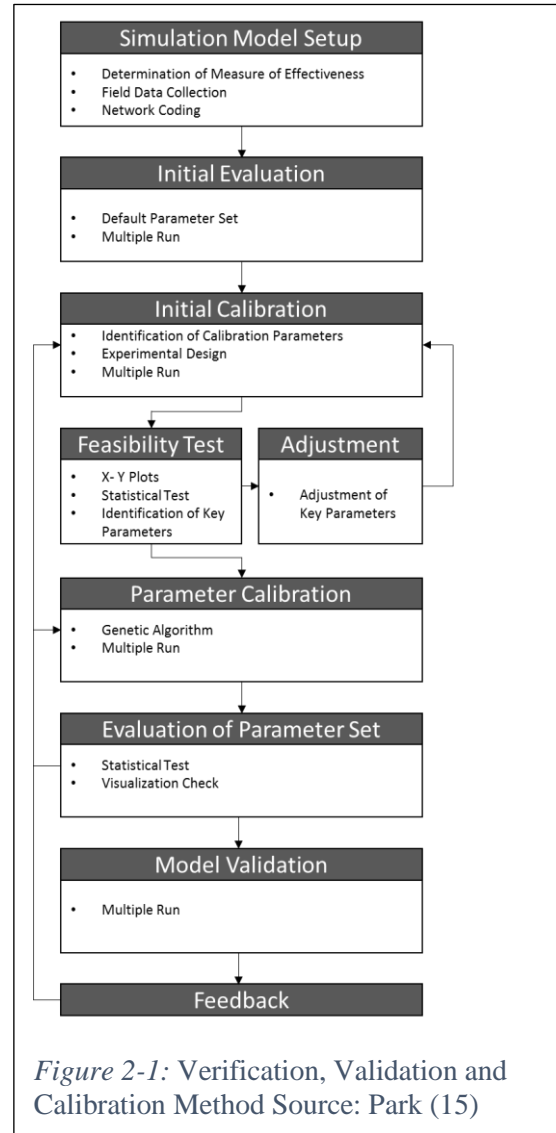 Simulation Model Setup
• Determination of Measure of Effectiveness
• Field Data Collection
• Network Coding
Initial Evaluation
• Default Parameter Set
• Multiple Run
Initial Calibration
• Identification of Calibration Parameters
• Experimental Design
• Multiple Run
Feasibility Test
• X- Y Plots
• Statistical Test
• Identification of Key
Parameters
Adjustment
• Adjustment of
Key Parameters
Parameter Calibration
• Genetic Algorithm
• Multiple Run
Evaluation of Parameter Set
• Statistical Test
• Visualization Check
Model Validation
• Multiple Run
Feedback
Figure 2-1: Verification, Validation and
Calibration Method Source: Park (15)